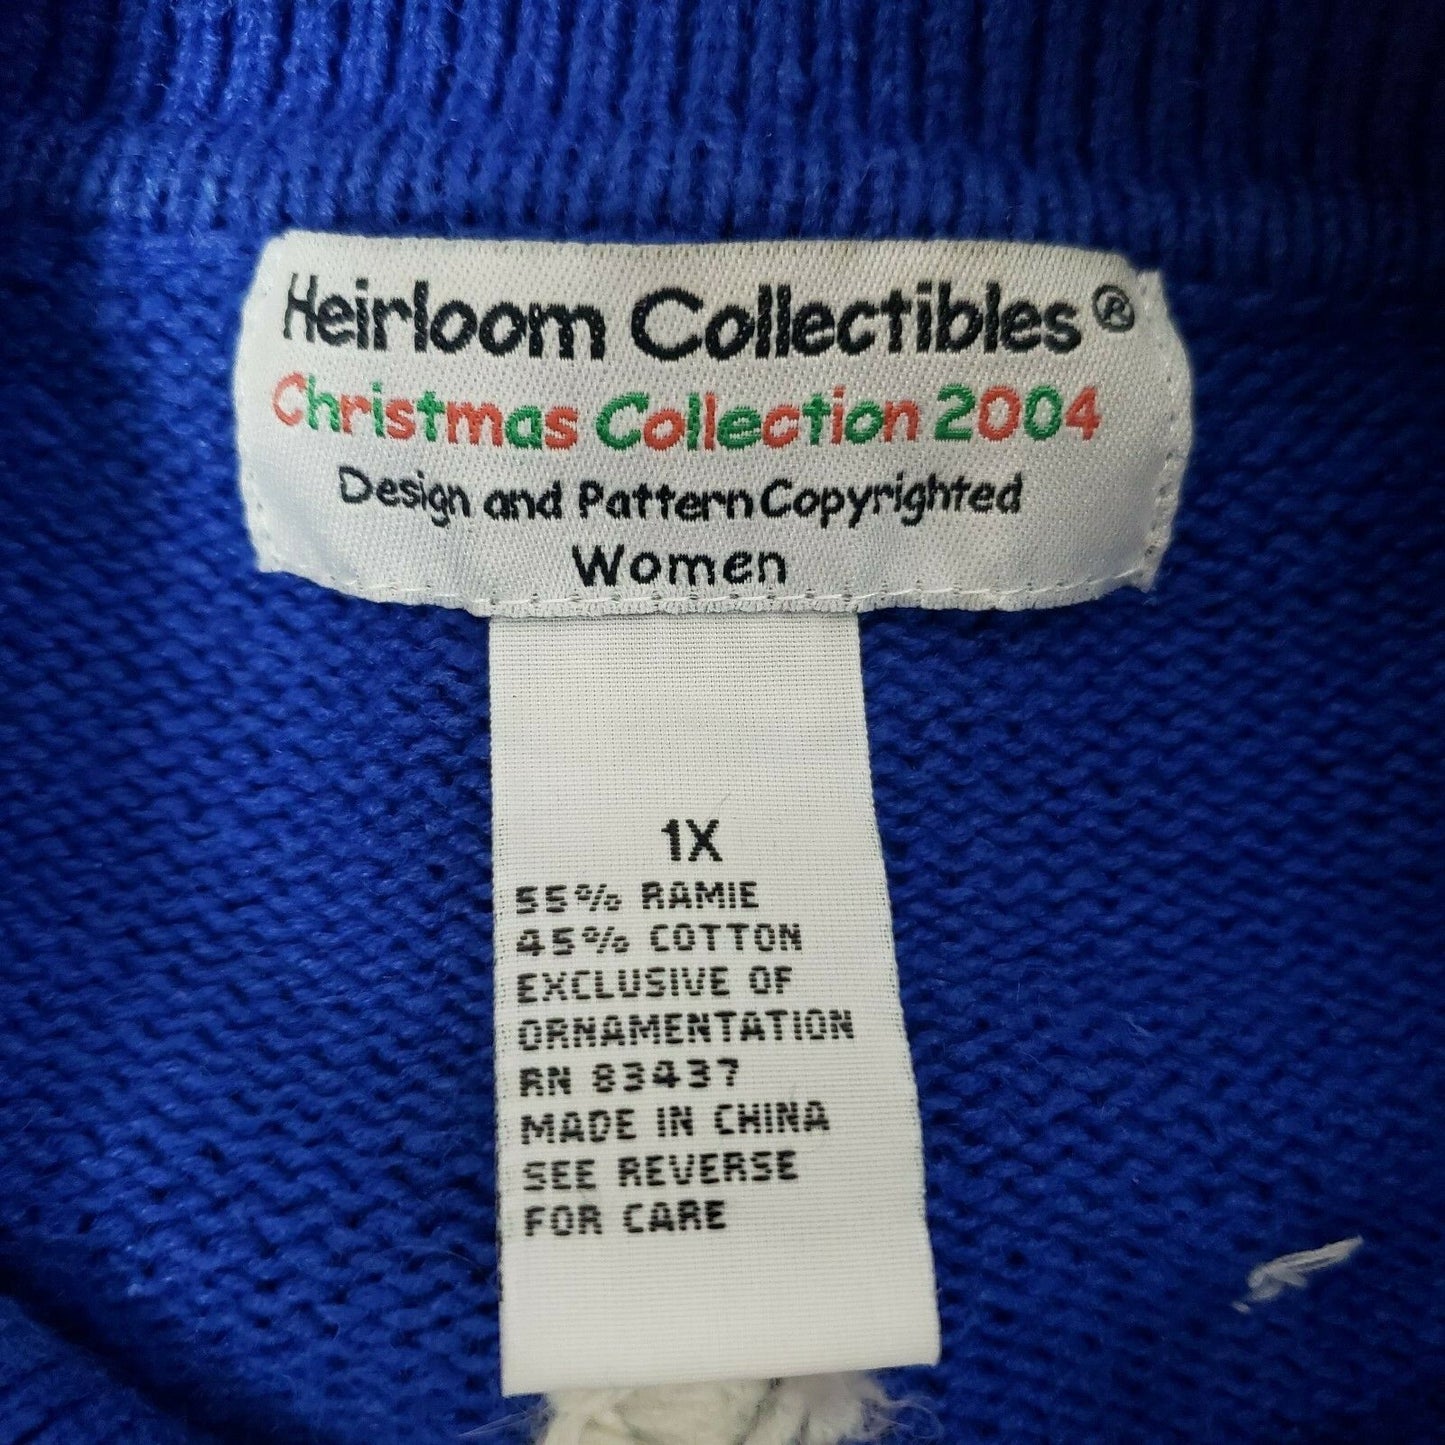 Heirloom Collectibles ®
Christmas Collection 2004
Design and Pattern Copyrighted
Women
1X
55% RAMIE
45% COTTON
EXCLUSIVE OF
ORNAMENTATION
RN 83437
MADE IN CHINA
SEE REVERSE
FOR CARE